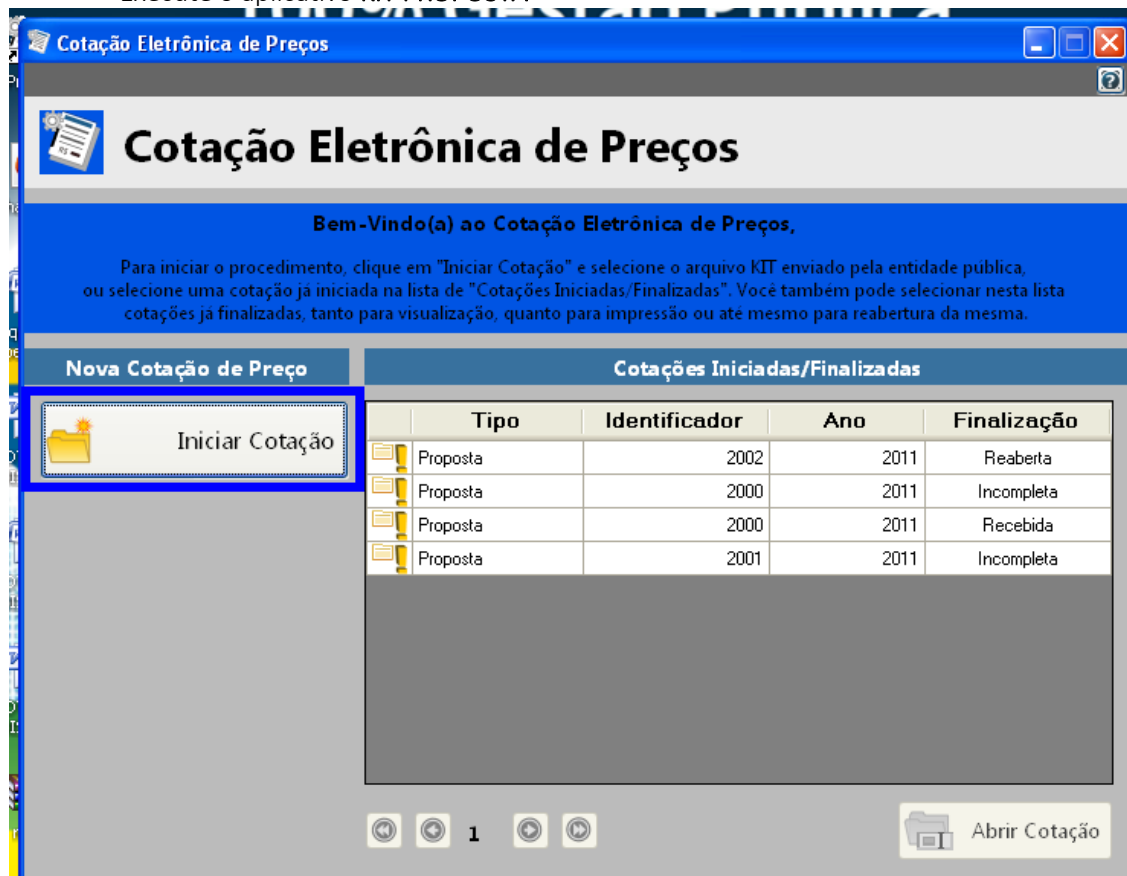 Cotação Eletrônica de Preços
Cotação Eletrônica de Preços
Bem-Vindo(a) ao Cotação Eletrônica de Preços,
Para iniciar o procedimento, clique em "Iniciar Cotação" e selecione o arquivo KIT enviado pela entidade pública,
ou selecione uma cotação já iniciada na lista de "Cotações Iniciadas/Finalizadas". Você também pode selecionar nesta lista
cotações já finalizadas, tanto para visualização, quanto para impressão ou até mesmo para reabertura da mesma.
Nova Cotação de Preço
Cotações Iniciadas/Finalizadas
Iniciar Cotação
Tipo Identificador Ano Finalização
Proposta 2002 2011 Reaberta
Proposta 2000 2011 Incompleta
Proposta 2000 2011 Recebida
Proposta 2001 2011 Incompleta
1
Abrir Cotação